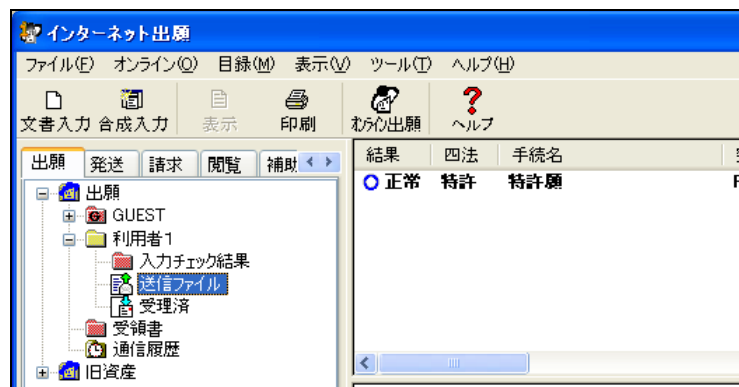 インターネット出願
ファイル(F) オンライン(O) 目録(M) 表示(V) ツール(T) ヘルプ(H)
文書入力 合成入力 表示 印刷 オンライン出願 ヘルプ
出願 発送 請求 閲覧 補助
結果 四法 手続名
正常 特許 特許願
出願
GUEST
利用者1
入力チェック結果
送信ファイル
受理済
受領書
通信履歴
旧資産